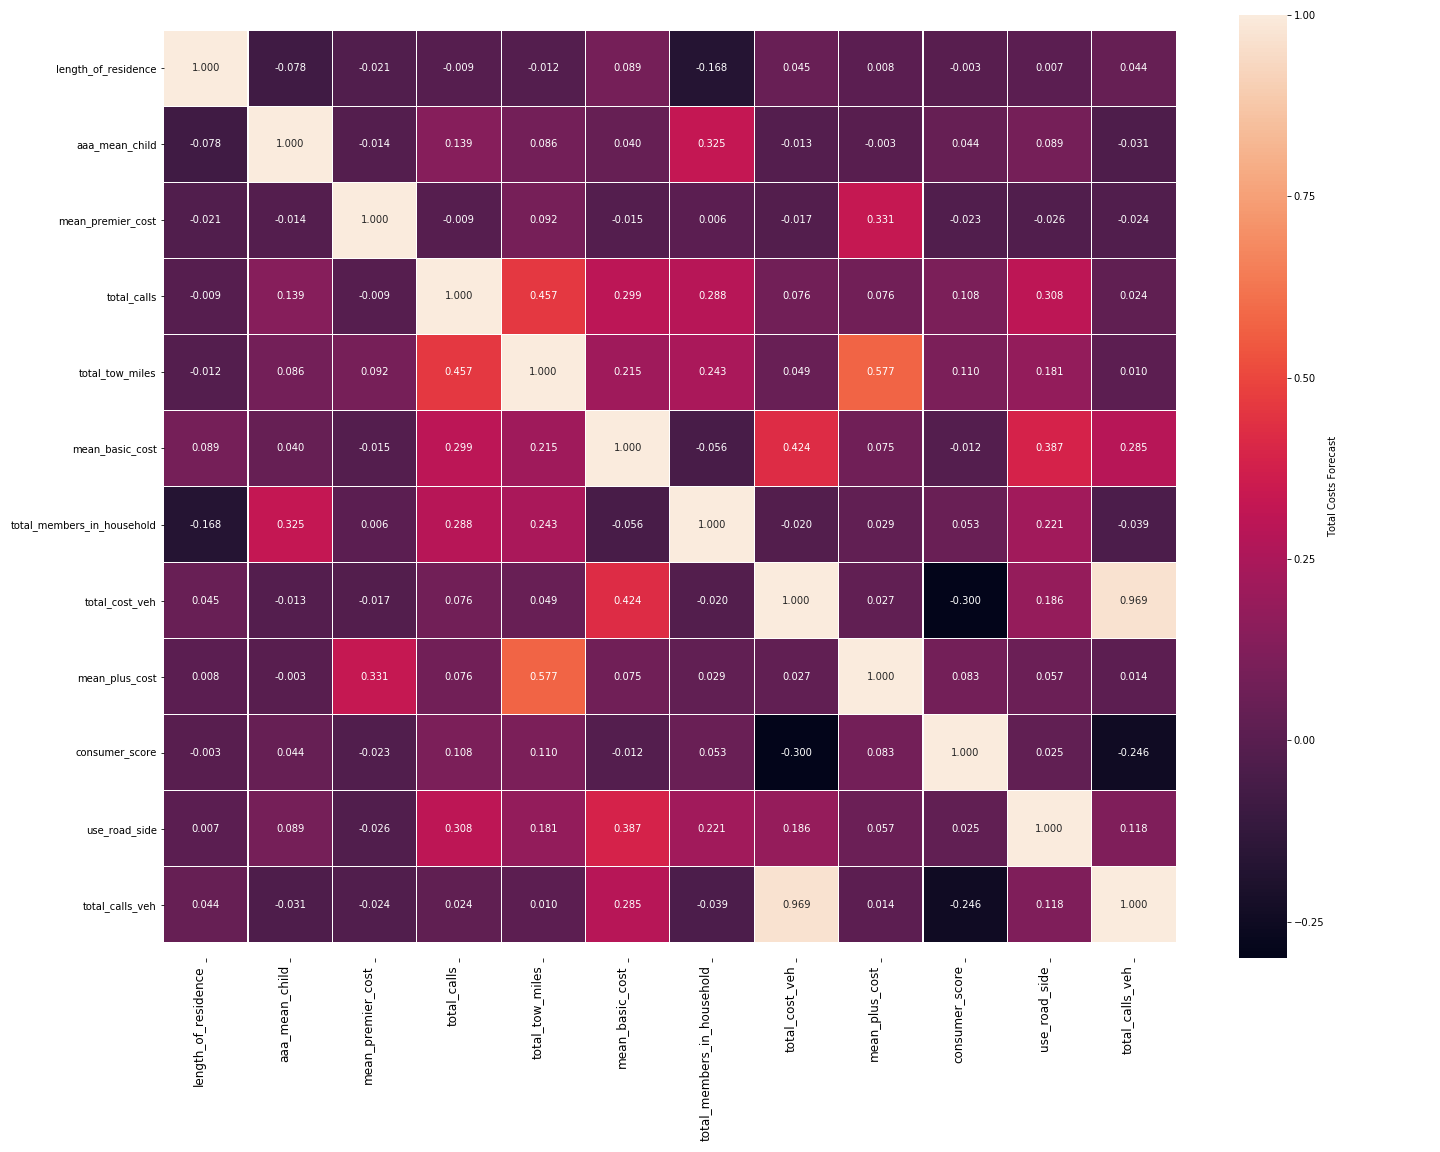 length_of_residence 1.000 -0.078 -0.021 -0.009 -0.012 0.089 -0.168 0.045 0.008 -0.003 0.007 0.044
aaa_mean_child -0.078 1.000 -0.014 0.139 0.086 0.040 0.325 -0.013 -0.003 0.044 0.089 -0.031
mean_premier_cost -0.021 -0.014 1.000 -0.009 0.092 -0.015 0.006 -0.017 0.331 -0.023 -0.026 -0.024
total_calls -0.009 0.139 -0.009 1.000 0.457 0.299 0.288 0.076 0.076 0.108 0.308 0.024
total_tow_miles -0.012 0.086 0.092 0.457 1.000 0.215 0.243 0.049 0.577 0.110 0.181 0.010
mean_basic_cost 0.089 0.040 -0.015 0.299 0.215 1.000 -0.056 0.424 0.075 -0.012 0.387 0.285
total_members_in_household -0.168 0.325 0.006 0.288 0.243 -0.056 1.000 -0.020 0.029 0.053 0.221 -0.039
total_cost_veh 0.045 -0.013 -0.017 0.076 0.049 0.424 -0.020 1.000 0.027 -0.300 0.186 0.969
mean_plus_cost 0.008 -0.003 0.331 0.076 0.577 0.075 0.029 0.027 1.000 0.083 0.057 0.014
consumer_score -0.003 0.044 -0.023 0.108 0.110 -0.012 0.053 -0.300 0.083 1.000 0.025 -0.246
use_road_side 0.007 0.089 -0.026 0.308 0.181 0.387 0.221 0.186 0.057 0.025 1.000 0.118
total_calls_veh 0.044 -0.031 -0.024 0.024 0.010 0.285 -0.039 0.969 0.014 -0.246 0.118 1.000
length_of_residence
aaa_mean_child
mean_premier_cost
total_calls
total_tow_miles
mean_basic_cost
total_members_in_household
total_cost_veh
mean_plus_cost
consumer_score
use_road_side
total_calls_veh
1.00
0.75
0.50
0.25
0.00
−0.25
Total Costs Forecast